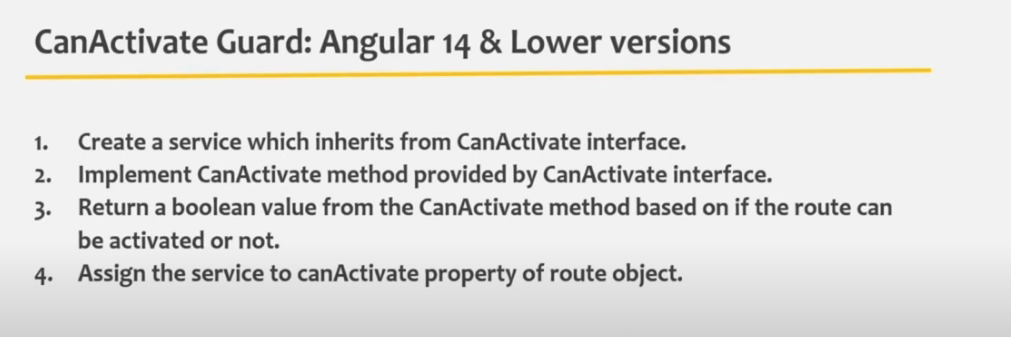 CanActivate Guard: Angular 14 & Lower versions
1. Create a service which inherits from CanActivate interface.
2. Implement CanActivate method provided by CanActivate interface.
3. Return a boolean value from the CanActivate method based on if the route can
be activated or not.
4. Assign the service to canActivate property of route object.